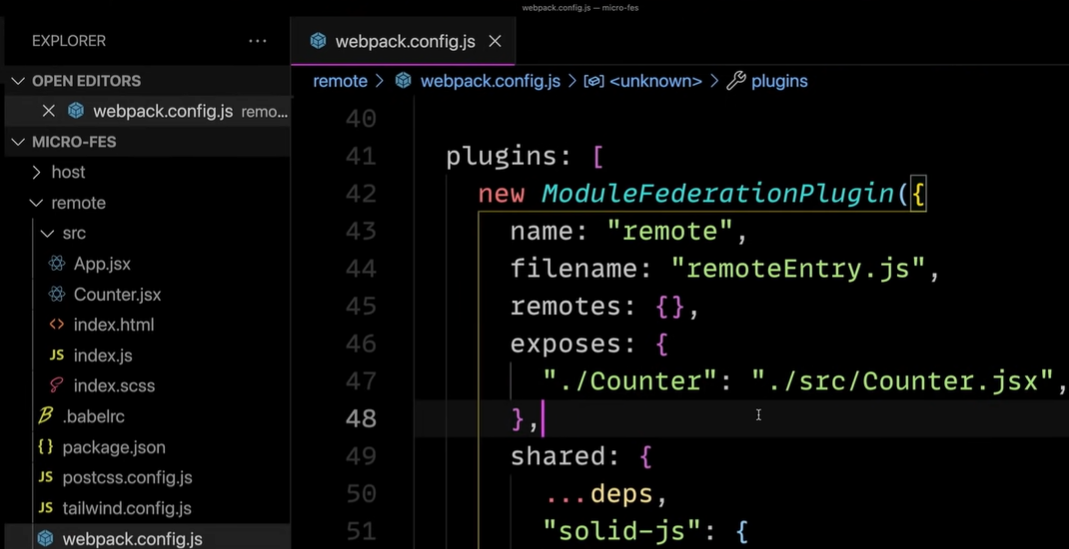 webpack.config.js — micro-fes
EXPLORER
webpack.config.js
OPEN EDITORS
webpack.config.js remo...
MICRO-FES
host
remote
src
App.jsx
Counter.jsx
index.html
JS index.js
index.scss
.babelrc
{} package.json
JS postcss.config.js
JS tailwind.config.js
webpack.config.js
remote > webpack.config.js > <unknown> > plugins
40
41 plugins: [
42 new ModuleFederationPlugin({
43 name: "remote",
44 filename: "remoteEntry.js",
45 remotes: {},
46 exposes: {
47 "./Counter": "./src/Counter.jsx",
48 },
49 shared: {
50 ...deps,
51 "solid-js": {